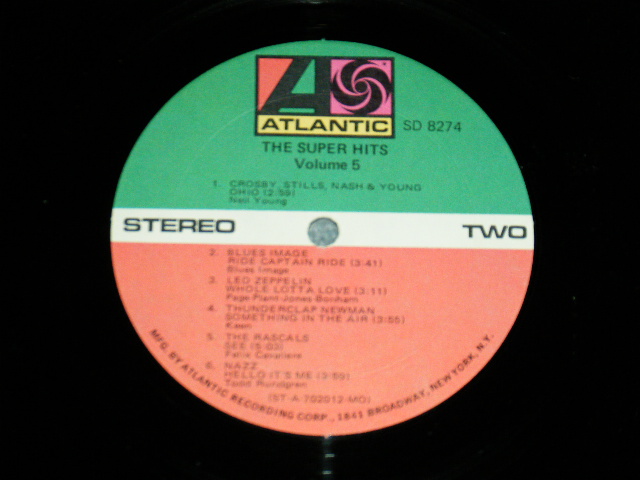 ATLANTIC
SD 8274
THE SUPER HITS
Volume 5
1. CROSBY, STILLS, NASH & YOUNG
OHIO (2:59)
Neil Young
STEREO
TWO
2. BLUES IMAGE
RIDE CAPTAIN RIDE (3:41)
Blues Image
3. LED ZEPPELIN
WHOLE LOTTA LOVE (3:11)
Page-Plant-Jones-Bonham
4. THUNDERCLAP NEWMAN
SOMETHING IN THE AIR (3:55)
Keen
5. THE RASCALS
SEE (5:03)
Felix Cavaliere
6. NAZZ
HELLO IT'S ME (3:59)
Todd Rundgren
(ST-A-702012-MO)
MFG. BY ATLANTIC RECORDING CORP., 1841 BROADWAY, NEW YORK, N.Y.